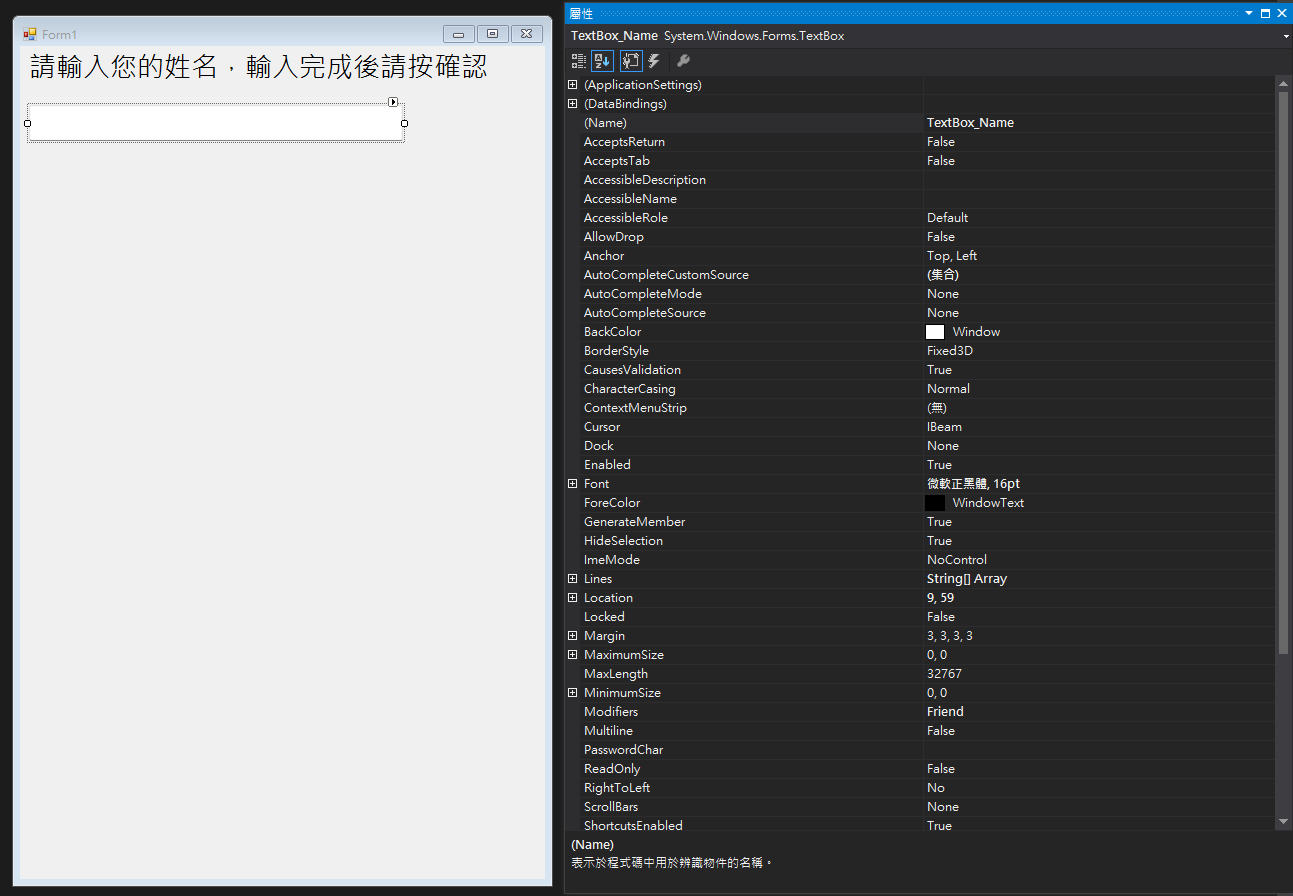 Form1
請輸入您的姓名，輸入完成後請按確認
屬性
TextBox_Name System.Windows.Forms.TextBox
(ApplicationSettings)
(DataBindings)
(Name) TextBox_Name
AcceptsReturn False
AcceptsTab False
AccessibleDescription
AccessibleName
AccessibleRole Default
AllowDrop False
Anchor Top, Left
AutoCompleteCustomSource (集合)
AutoCompleteMode None
AutoCompleteSource None
BackColor Window
BorderStyle Fixed3D
CausesValidation True
CharacterCasing Normal
ContextMenuStrip (無)
Cursor IBeam
Dock None
Enabled True
Font 微軟正黑體, 16pt
ForeColor WindowText
GenerateMember True
HideSelection True
ImeMode NoControl
Lines String[] Array
Location 9, 59
Locked False
Margin 3, 3, 3, 3
MaximumSize 0, 0
MaxLength 32767
MinimumSize 0, 0
Modifiers Friend
Multiline False
PasswordChar
ReadOnly False
RightToLeft No
ScrollBars None
ShortcutsEnabled True
(Name)
表示於程式碼中用於辨識物件的名稱。